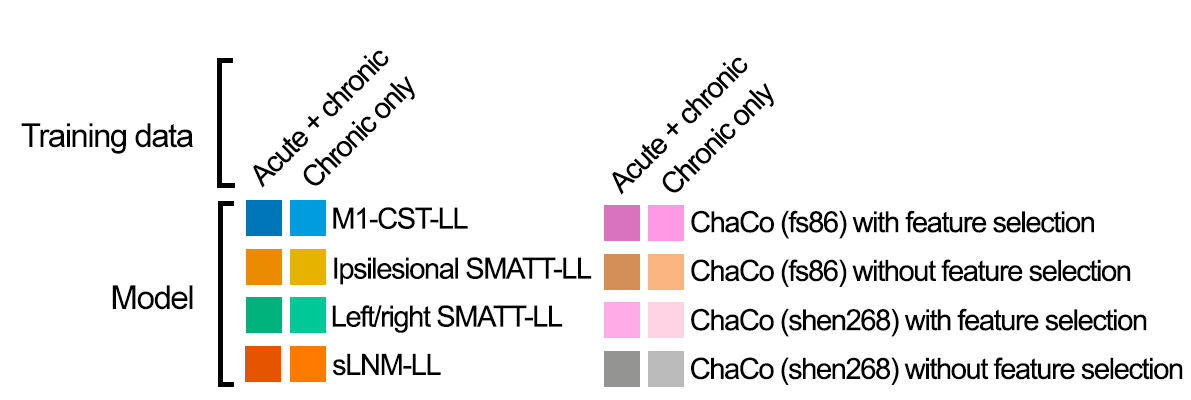 Training data
Acute + chronic
Chronic only
Acute + chronic
Chronic only
Model
M1-CST-LL
Ipsilesional SMATT-LL
Left/right SMATT-LL
sLNM-LL
ChaCo (fs86) with feature selection
ChaCo (fs86) without feature selection
ChaCo (shen268) with feature selection
ChaCo (shen268) without feature selection